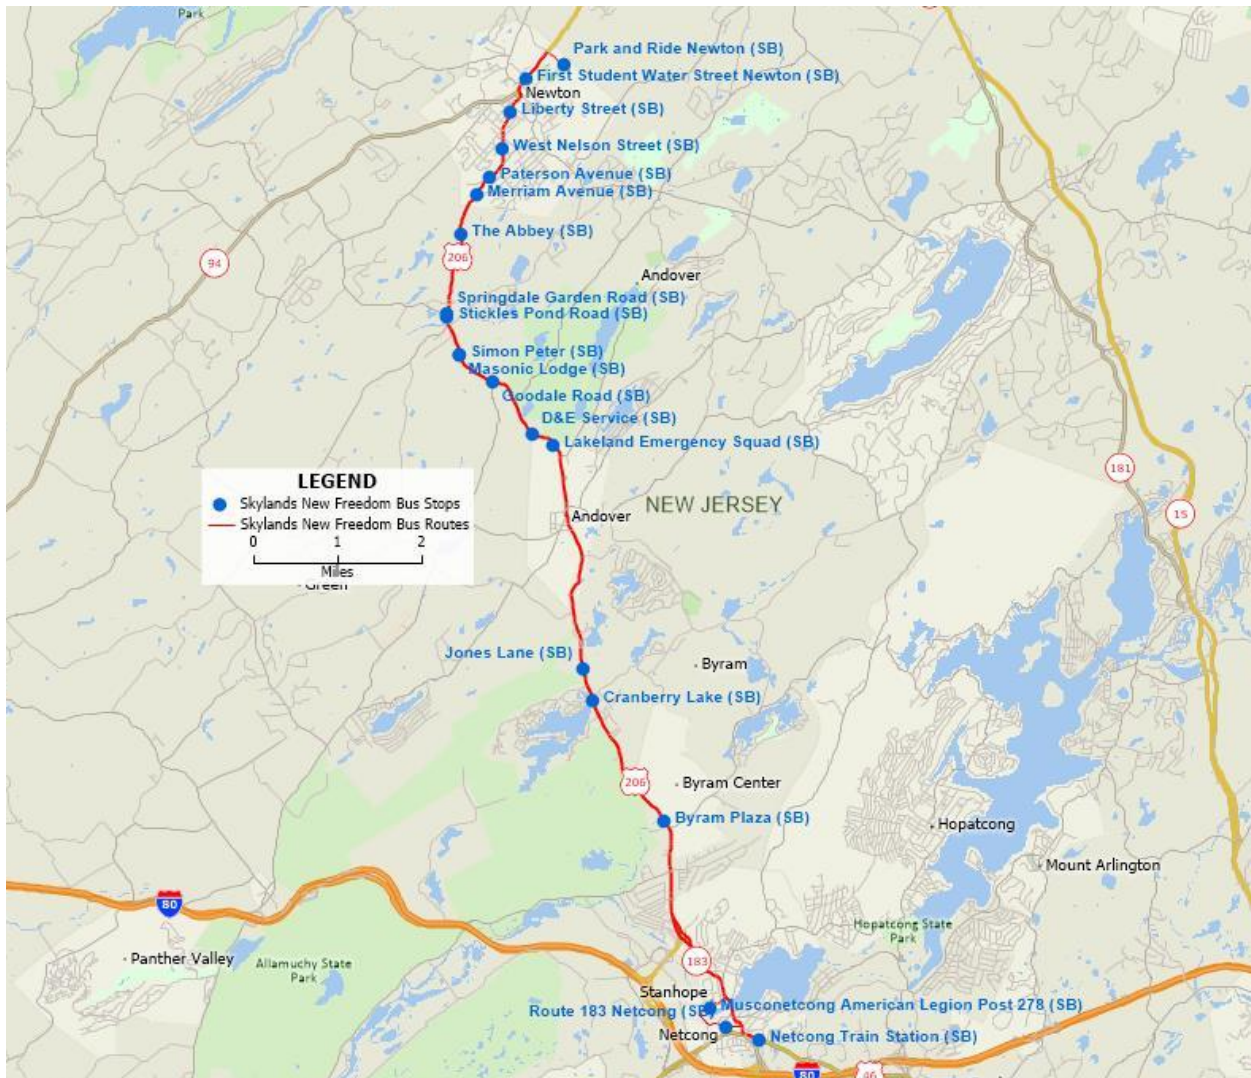 Park
Park and Ride Newton (SB)
First Student Water Street Newton (SB)
Newton
Liberty Street (SB)
West Nelson Street (SB)
Paterson Avenue (SB)
Merriam Avenue (SB)
The Abbey (SB)
206
94
Andover
Springdale Garden Road (SB)
Stickles Pond Road (SB)
Simon Peter (SB)
Masonic Lodge (SB)
Goodale Road (SB)
D&E Service (SB)
Lakeland Emergency Squad (SB)
181
LEGEND
Skylands New Freedom Bus Stops
Skylands New Freedom Bus Routes
0 1 2
Miles
Green
NEW JERSEY
Andover
15
Jones Lane (SB)
Byram
Cranberry Lake (SB)
206
Byram Center
Byram Plaza (SB)
Hopatcong
Mount Arlington
80
Hopatcong State
Park
Panther Valley
Allamuchy State
Park
183
Stanhope
Musconetcong American Legion Post 278 (SB)
Route 183 Netcong (SB)
Netcong
Netcong Train Station (SB)
80
46